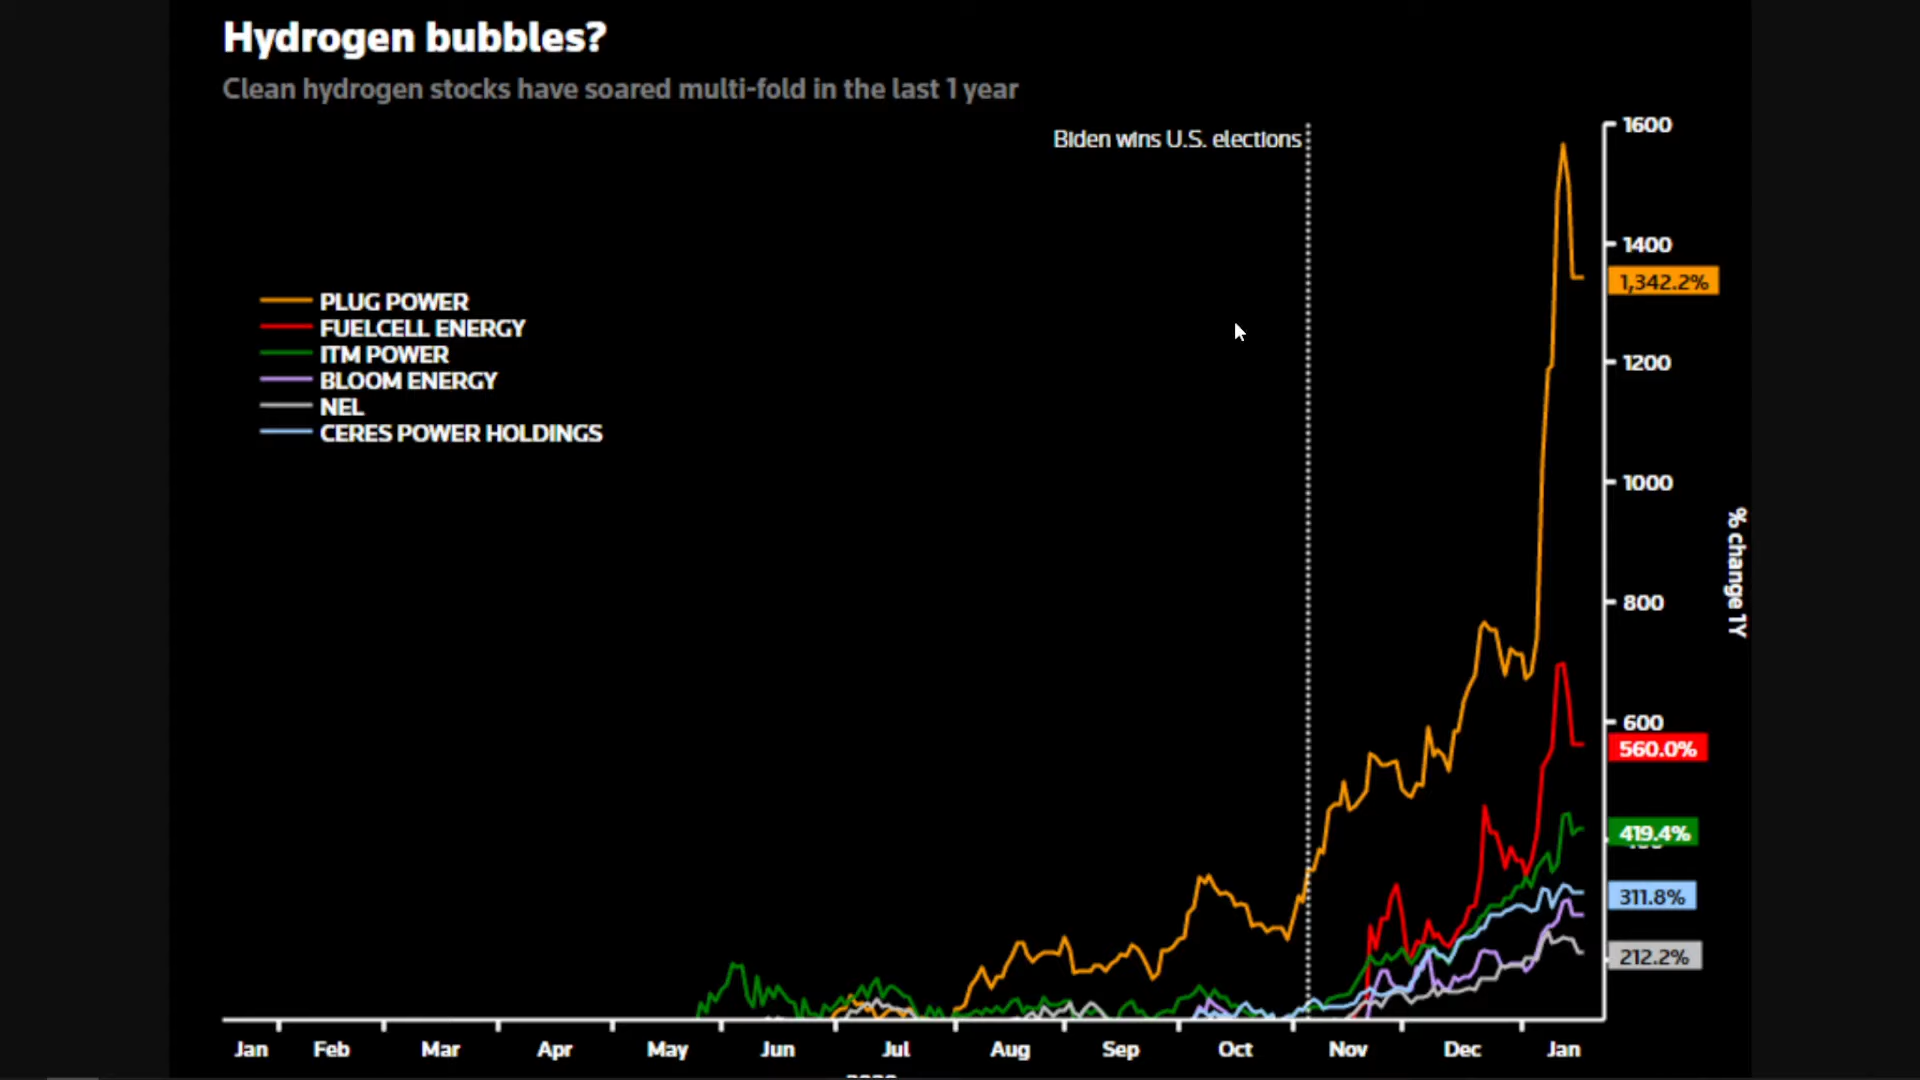 Hydrogen bubbles?
Clean hydrogen stocks have soared multi-fold in the last 1 year
Biden wins U.S. elections
PLUG POWER
FUELCELL ENERGY
ITM POWER
BLOOM ENERGY
NEL
CERES POWER HOLDINGS
1600
1400
1,342.2%
1200
1000
800
600
560.0%
419.4%
311.8%
212.2%
% change 1Y
Jan Feb Mar Apr May Jun Jul Aug Sep Oct Nov Dec Jan